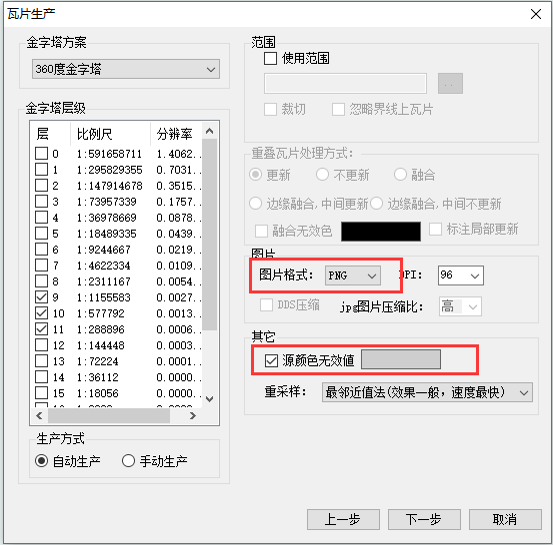 瓦片生产
金字塔方案
360度金字塔
金字塔层级
层 比例尺 分辨率
0 1:591658711 1.4062..
1 1:295829355 0.7031..
2 1:147914678 0.3515..
3 1:73957339 0.1757..
4 1:36978669 0.0878..
5 1:18489335 0.0439..
6 1:9244667 0.0219..
7 1:4622334 0.0109..
8 1:2311167 0.0054..
9 1:1155583 0.0027..
10 1:577792 0.0013..
11 1:288896 0.0006..
12 1:144448 0.0003..
13 1:72224 0.0001..
14 1:36112 0.0000..
15 1:18056 0.0000..
生产方式
自动生产 手动生产
范围
使用范围
..
裁切 忽略界线上瓦片
重叠瓦片处理方式:
更新 不更新 融合
边缘融合,中间更新 边缘融合,中间不更新
融合无效色 标注局部更新
图片
图片格式: PNG DPI: 96
DDS压缩 jpg图片压缩比: 高
其它
源颜色无效值
重采样: 最邻近值法(效果一般，速度最快)
上一步 下一步 取消